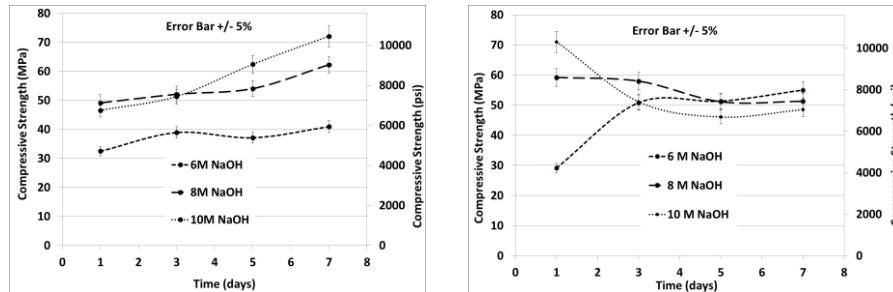 Error Bar +/- 5%
80
70
60
50
40
30
20
10
0
Compressive Strength (MPa)
10000
8000
6000
4000
2000
0
Compressive Strength (psi)
6M NaOH
8M NaOH
10M NaOH
0 1 2 3 4 5 6 7 8
Time (days)
Error Bar +/- 5%
80
70
60
50
40
30
20
10
0
Compressive Strength (MPa)
10000
8000
6000
4000
2000
0
6 M NaOH
8 M NaOH
10 M NaOH
0 1 2 3 4 5 6 7 8
Time (days)